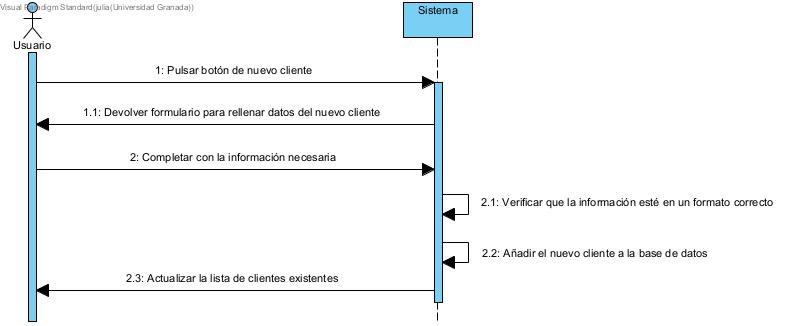 Visual Paradigm Standard(julia(Universidad Granada))
Sistema
Usuario
1: Pulsar botón de nuevo cliente
1.1: Devolver formulario para rellenar datos del nuevo cliente
2: Completar con la información necesaria
2.1: Verificar que la información esté en un formato correcto
2.2: Añadir el nuevo cliente a la base de datos
2.3: Actualizar la lista de clientes existentes